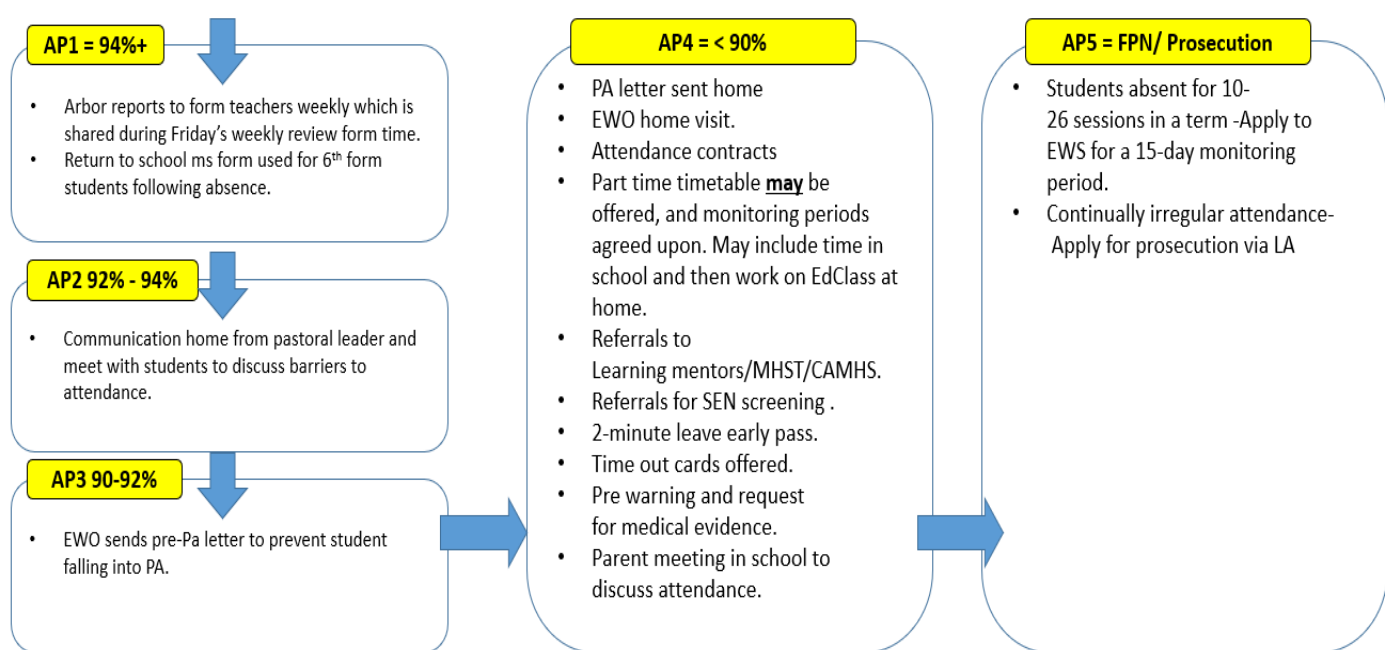 AP1 = 94%+
• Arbor reports to form teachers weekly which is
shared during Friday's weekly review form time.
• Return to school ms form used for 6th form
students following absence.
AP2 92% - 94%
• Communication home from pastoral leader and
meet with students to discuss barriers to
attendance.
AP3 90-92%
• EWO sends pre-Pa letter to prevent student
falling into PA.
AP4 = < 90%
• PA letter sent home
• EWO home visit.
• Attendance contracts
• Part time timetable may be
offered, and monitoring periods
agreed upon. May include time in
school and then work on EdClass at
home.
• Referrals to
Learning mentors/MHST/CAMHS.
• Referrals for SEN screening .
• 2-minute leave early pass.
• Time out cards offered.
• Pre warning and request
for medical evidence.
• Parent meeting in school to
discuss attendance.
AP5 = FPN/ Prosecution
• Students absent for 10-
26 sessions in a term -Apply to
EWS for a 15-day monitoring
period.
• Continually irregular attendance-
Apply for prosecution via LA